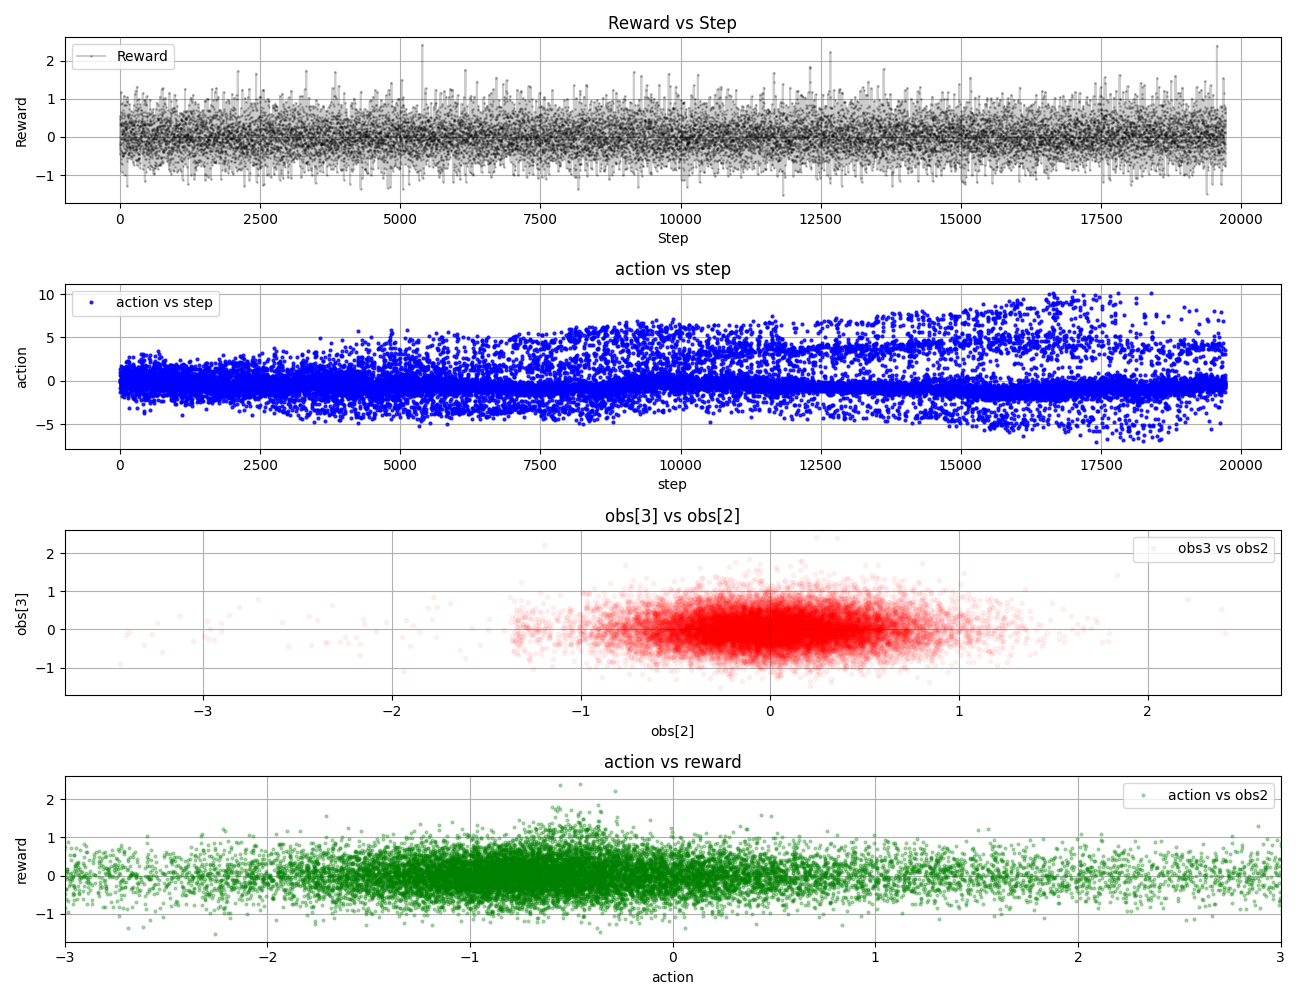 Reward vs Step
Reward
2
1
0
−1
Reward
0 2500 5000 7500 10000 12500 15000 17500 20000
Step
action vs step
action vs step
10
5
0
−5
action
0 2500 5000 7500 10000 12500 15000 17500 20000
step
obs[3] vs obs[2]
obs3 vs obs2
2
1
0
−1
obs[3]
−3 −2 −1 0 1 2
obs[2]
action vs reward
action vs obs2
2
1
0
−1
reward
−3 −2 −1 0 1 2 3
action